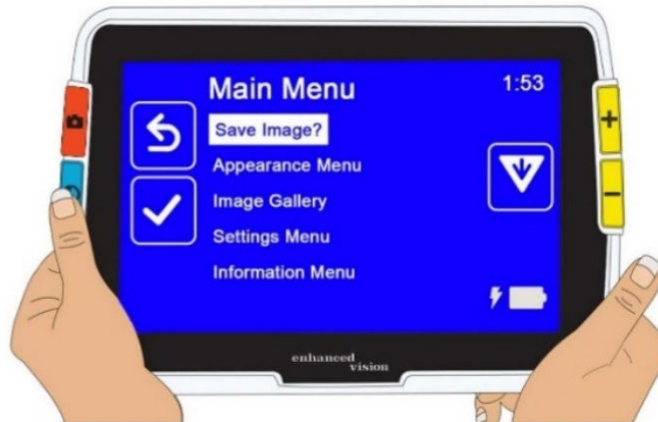 Main Menu
1:53
Save Image?
Appearance Menu
Image Gallery
Settings Menu
Information Menu
+
−
enhanced
vision